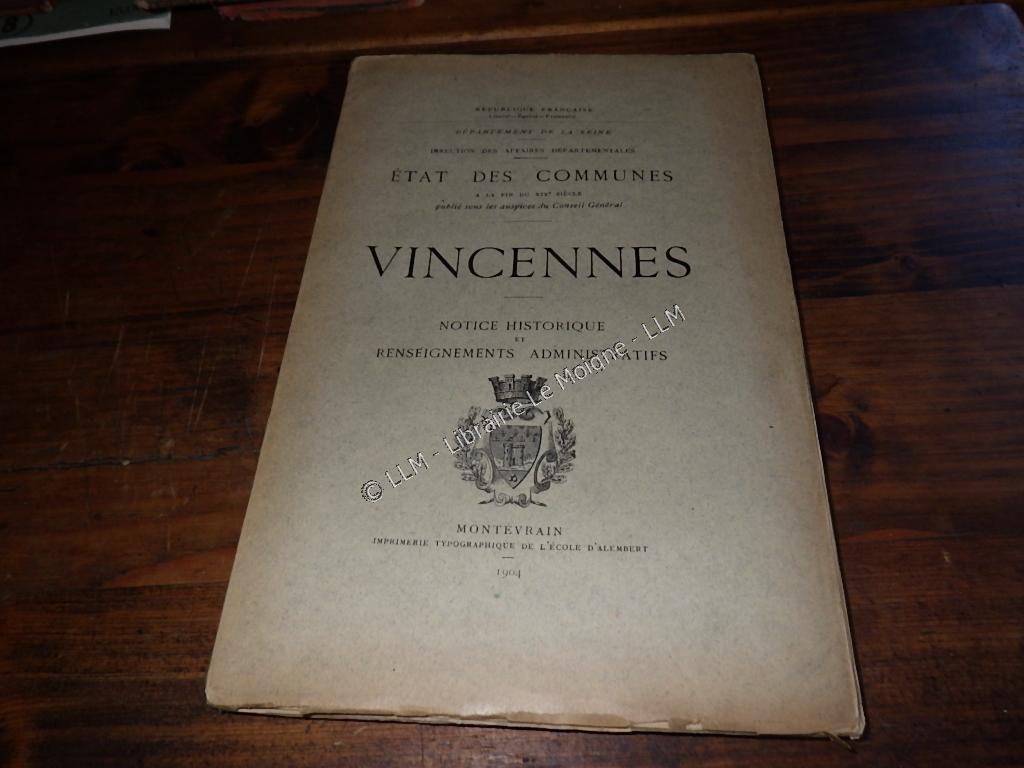 RÉPUBLIQUE FRANÇAISE
Liberté – Égalité – Fraternité
DÉPARTEMENT DE LA SEINE
DIRECTION DES AFFAIRES DÉPARTEMENTALES
ÉTAT DES COMMUNES
A LA FIN DU XIXe SIÈCLE
publié sous les auspices du Conseil Général
VINCENNES
NOTICE HISTORIQUE
ET
RENSEIGNEMENTS ADMINISTRATIFS
© LLM - Librairie Le Moigne - LLM
MONTÉVRAIN
IMPRIMERIE TYPOGRAPHIQUE DE L'ÉCOLE D'ALEMBERT
1904